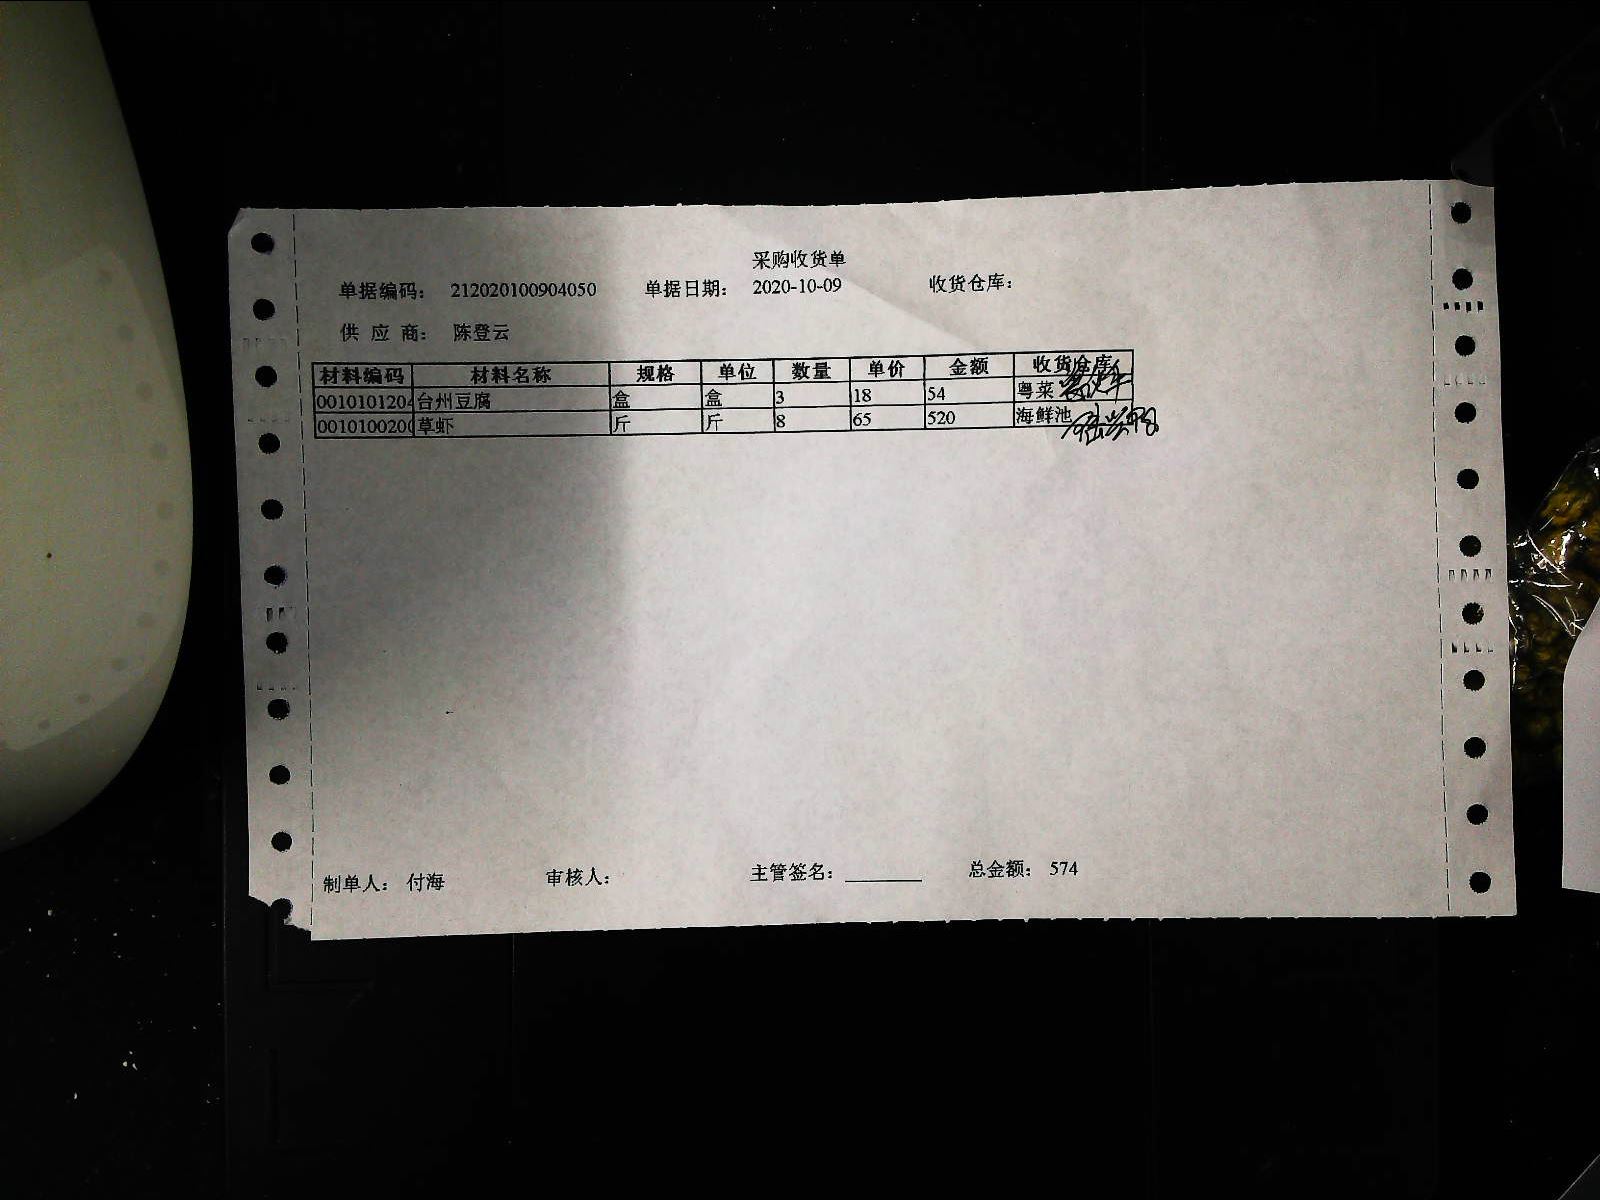 采购收货单
单据编码： 212020100904050 单据日期： 2020-10-09 收货仓库：
供 应 商： 陈登云
材料编码 材料名称 规格 单位 数量 单价 金额 收货仓库
0010101204 台州豆腐 盒 盒 3 18 54 粤菜
0010100200 草虾 斤 斤 8 65 520 海鲜池
制单人： 付海 审核人： 主管签名： 总金额： 574